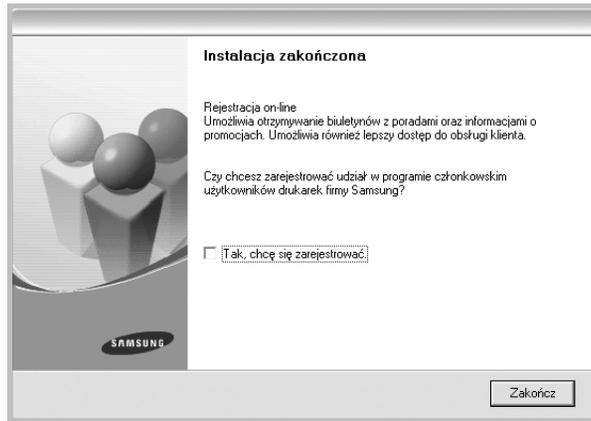 Instalacja zakończona
Rejestracja on-line
Umożliwia otrzymywanie biuletynów z poradami oraz informacjami o
promocjach. Umożliwia również lepszy dostęp do obsługi klienta.
Czy chcesz zarejestrować udział w programie członkowskim
użytkowników drukarek firmy Samsung?
Tak, chcę się zarejestrować.
SAMSUNG
Zakończ